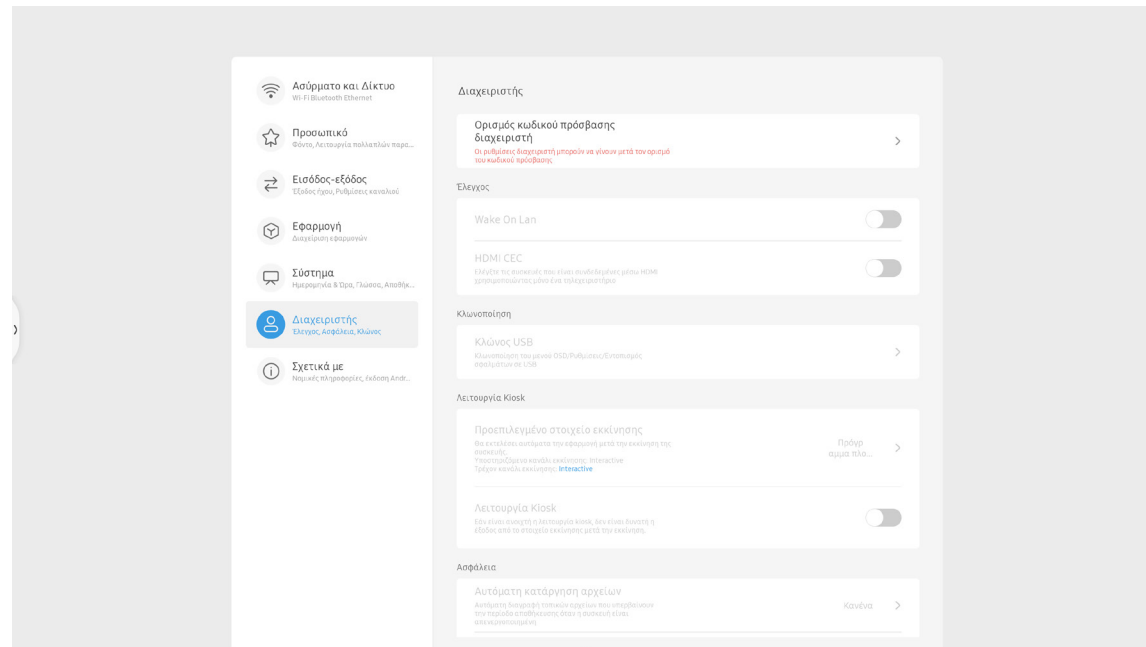 Ασύρματο και Δίκτυο
Wi-Fi Bluetooth Ethernet
Προσωπικό
Φόντο, Λειτουργία πολλαπλών παρα...
Εισόδος-εξόδος
Έξοδος ήχου, Ρυθμίσεις καναλιού
Εφαρμογή
Διαχείριση εφαρμογών
Σύστημα
Ημερομηνία & Ώρα, Γλώσσα, Αποθήκ...
Διαχειριστής
Έλεγχος, Ασφάλεια, Κλώνος
Σχετικά με
Νομικές πληροφορίες, έκδοση Andr...
Διαχειριστής
Ορισμός κωδικού πρόσβασης
διαχειριστή
Οι ρυθμίσεις διαχειριστή μπορούν να γίνουν μετά τον ορισμό
του κωδικού πρόσβασης
Έλεγχος
Wake On Lan
HDMI CEC
Ελέγξτε τις συσκευές σας είναι συνδεδεμένες μέσω HDMI
χρησιμοποιώντας μόνο ένα τηλεχειριστήριο
Κλωνοποίηση
Κλώνος USB
Κλωνοποίηση του μενού OSD/Ρυθμίσεις/Εντοπισμός
σφαλμάτων σε USB
Λειτουργία Kiosk
Προεπιλεγμένο στοιχείο εκκίνησης
Θα εκτελέσει αυτόματα την εφαρμογή μετά την εκκίνηση της
συσκευής.
Υποστηριζόμενο κανάλι εκκίνησης: Interactive
Τρέχον κανάλι εκκίνησης: Interactive
Πρόγρ
αμμα πλο...
Λειτουργία Kiosk
Εάν είναι ανοιχτή η λειτουργία kiosk, δεν είναι δυνατή η
έξοδος από το στοιχείο εκκίνησης μετά την εκκίνηση.
Ασφάλεια
Αυτόματη κατάργηση αρχείων
Αυτόματη διαγραφή τοπικών αρχείων που υπερβαίνουν
την περίοδο αποθήκευσης όταν η συσκευή είναι
απενεργοποιημένη
Κανένα